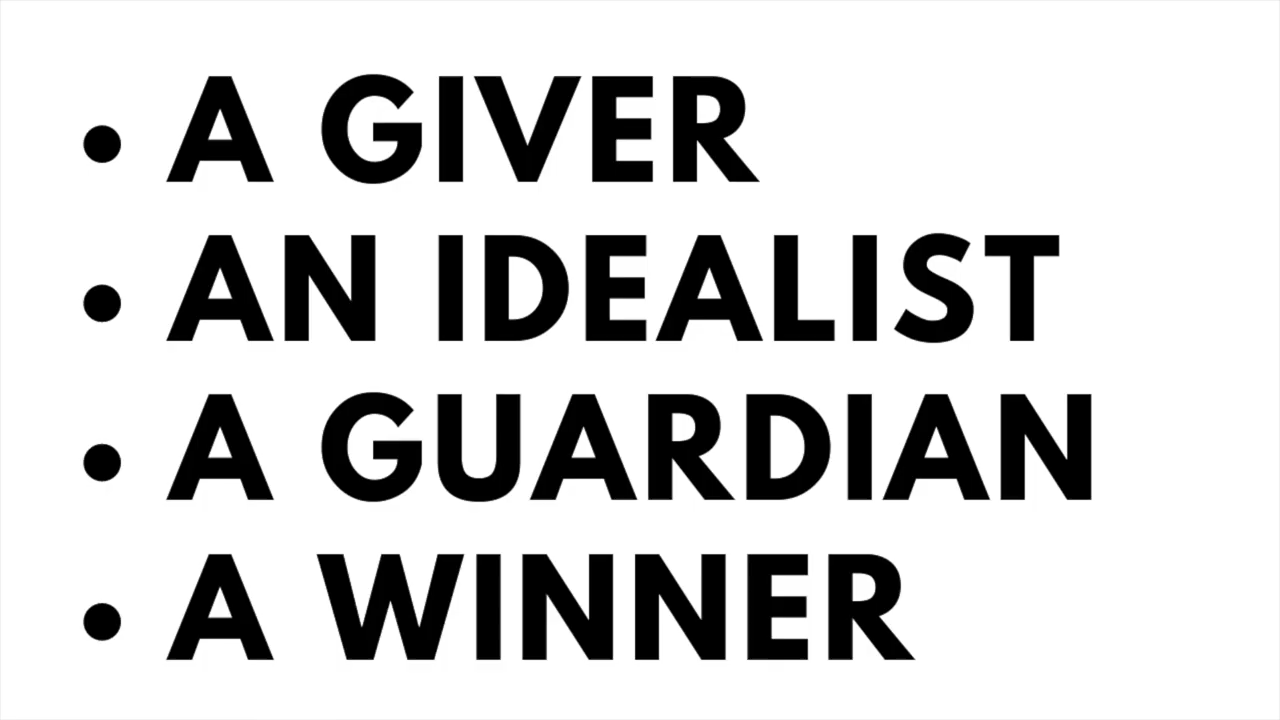 • A GIVER
• AN IDEALIST
• A GUARDIAN
• A WINNER